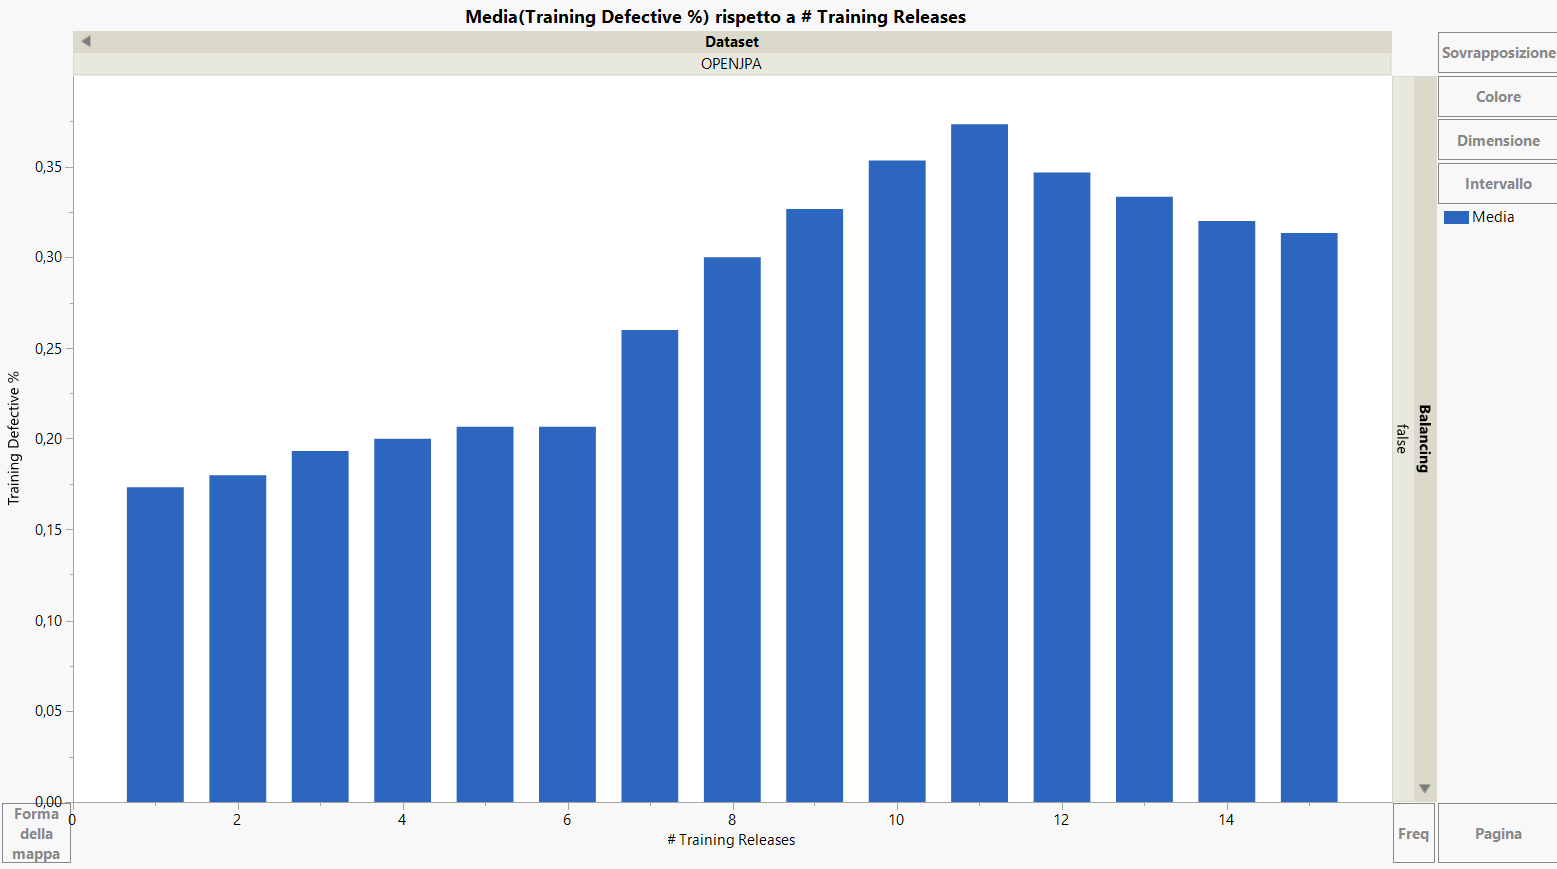 Media(Training Defective %) rispetto a # Training Releases
Dataset
OPENJPA
Sovrapposizione
Colore
Dimensione
Intervallo
Media
Training Defective %
0,35
0,30
0,25
0,20
0,15
0,10
0,05
0,00
Balancing
false
0 2 4 6 8 10 12 14
# Training Releases
Forma
della
mappa
Freq
Pagina